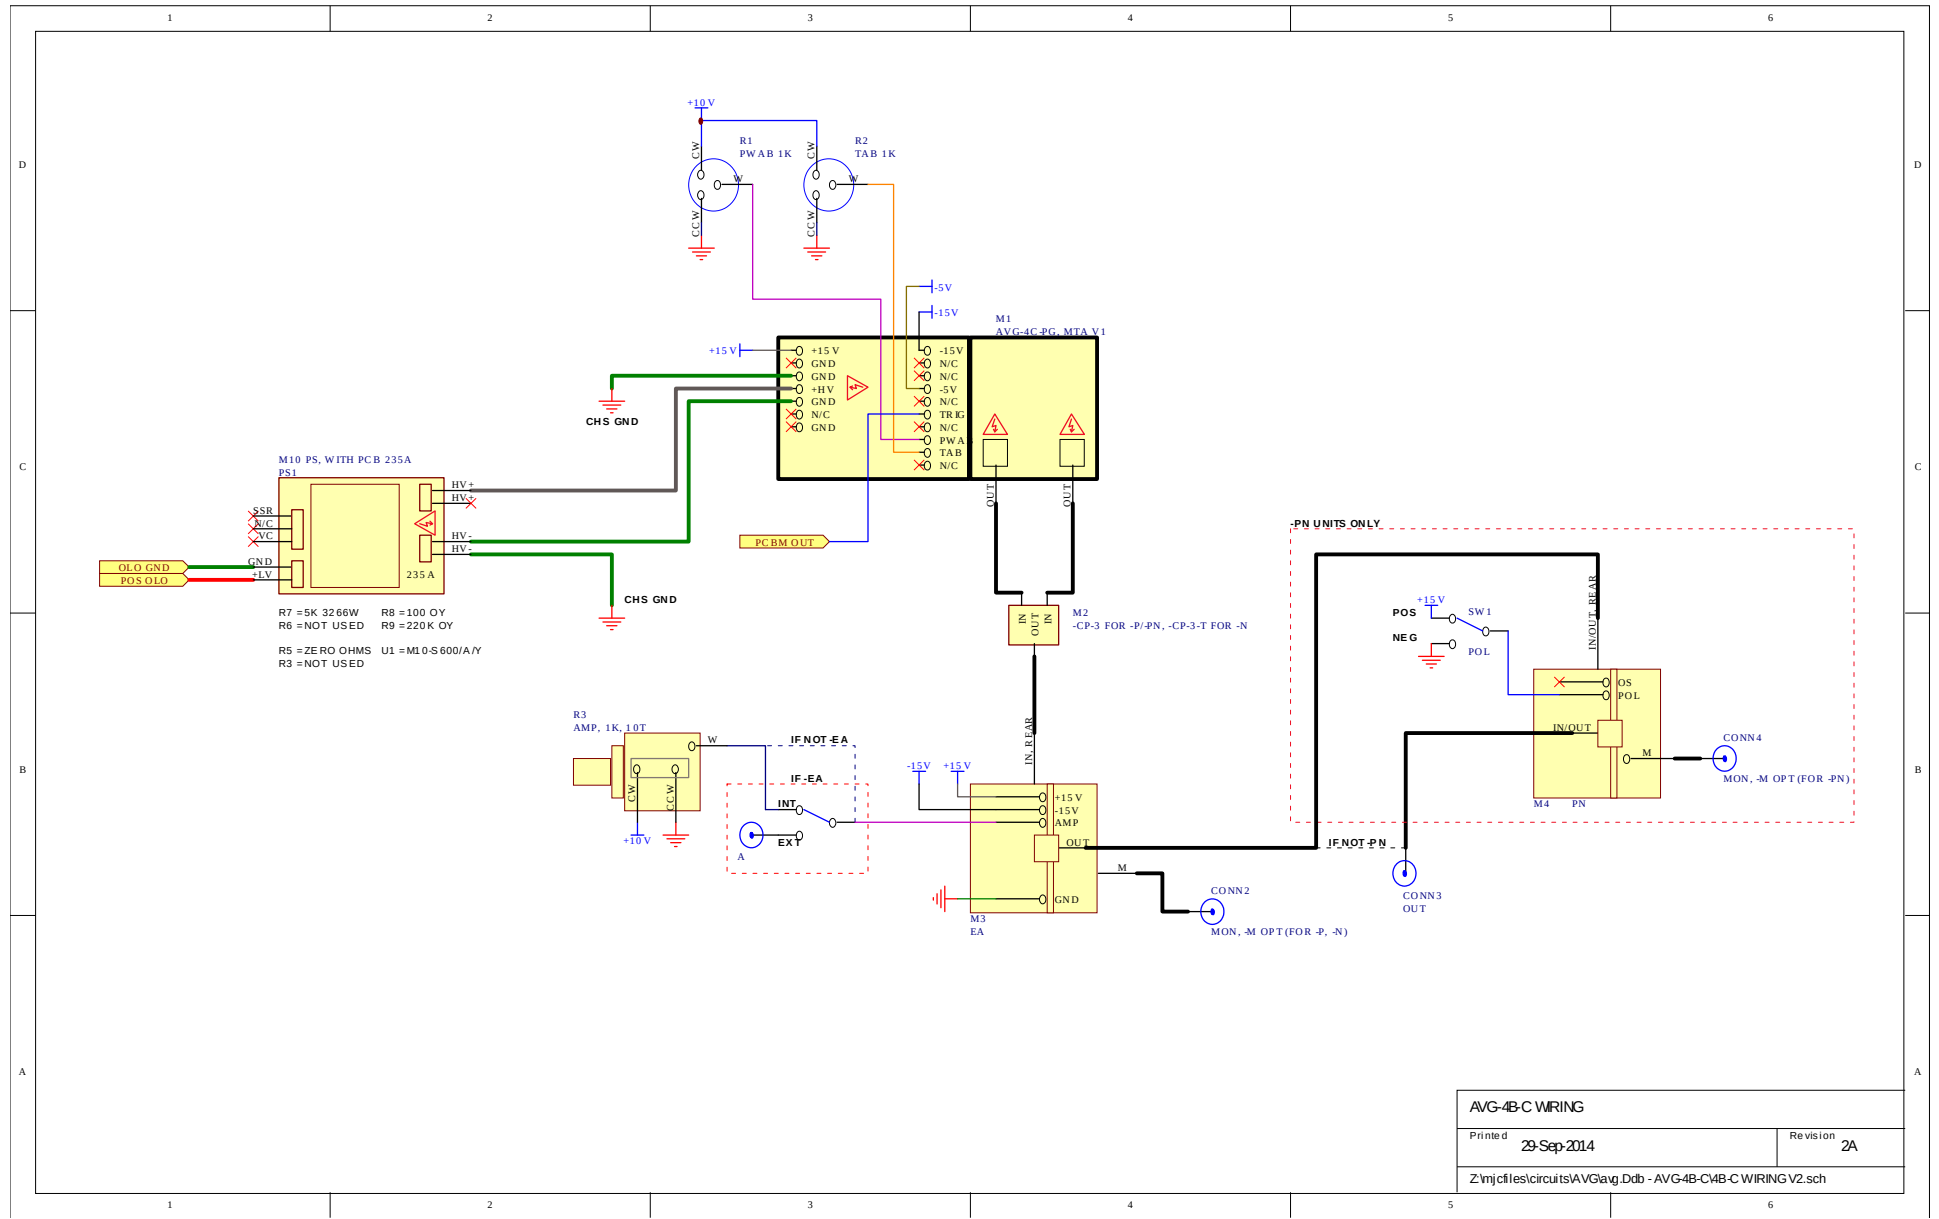 1 2 3 4 5 6
D D
C C
B B
A A
+10V
R1
PWAB 1K
R2
TAB 1K
CW
CW
W
W
CCW
CCW
-5V
-15V
M1
AVG-4C-PG, MTA V1
+15V
+15V
GND
GND
+HV
GND
N/C
GND
-15V
N/C
N/C
-5V
N/C
TRIG
N/C
PWA
TAB
N/C
OUT
OUT
CHS GND
M10 PS, WITH PCB 235A
PS1
SSR
N/C
VC
GND
+LV
HV+
HV+
HV-
HV-
235A
OLO GND
POS OLO
CHS GND
PCBM OUT
R7 =5K 3266W R8 =100 OY
R6 =NOT USED R9 =220K OY
R5 =ZERO OHMS U1 =M10-S600/A/Y
R3 =NOT USED
IN
OUT
IN
M2
-CP-3 FOR -P/-PN, -CP-3-T FOR -N
IN, REAR
R3
AMP, 1K, 10T
W
CW
CCW
+10V
IF NOT -EA
IF -EA
INT
EXT
A
-15V
+15V
+15V
-15V
AMP
OUT
GND
M
M3
EA
CONN2
MON, -M OPT (FOR -P, -N)
-PN UNITS ONLY
+15V
POS
NEG
SW1
POL
IN/OUT, REAR
OS
POL
IN/OUT
M
M4 PN
CONN4
MON, -M OPT (FOR -PN)
IF NOT -PN
CONN3
OUT
AVG-4B-C WIRING
Printed 29-Sep-2014
Revision 2A
Z:\mjcfiles\circuits\AVG\avg.Ddb - AVG-4B-C\4B-C WIRING V2.sch
1 2 3 4 5 6